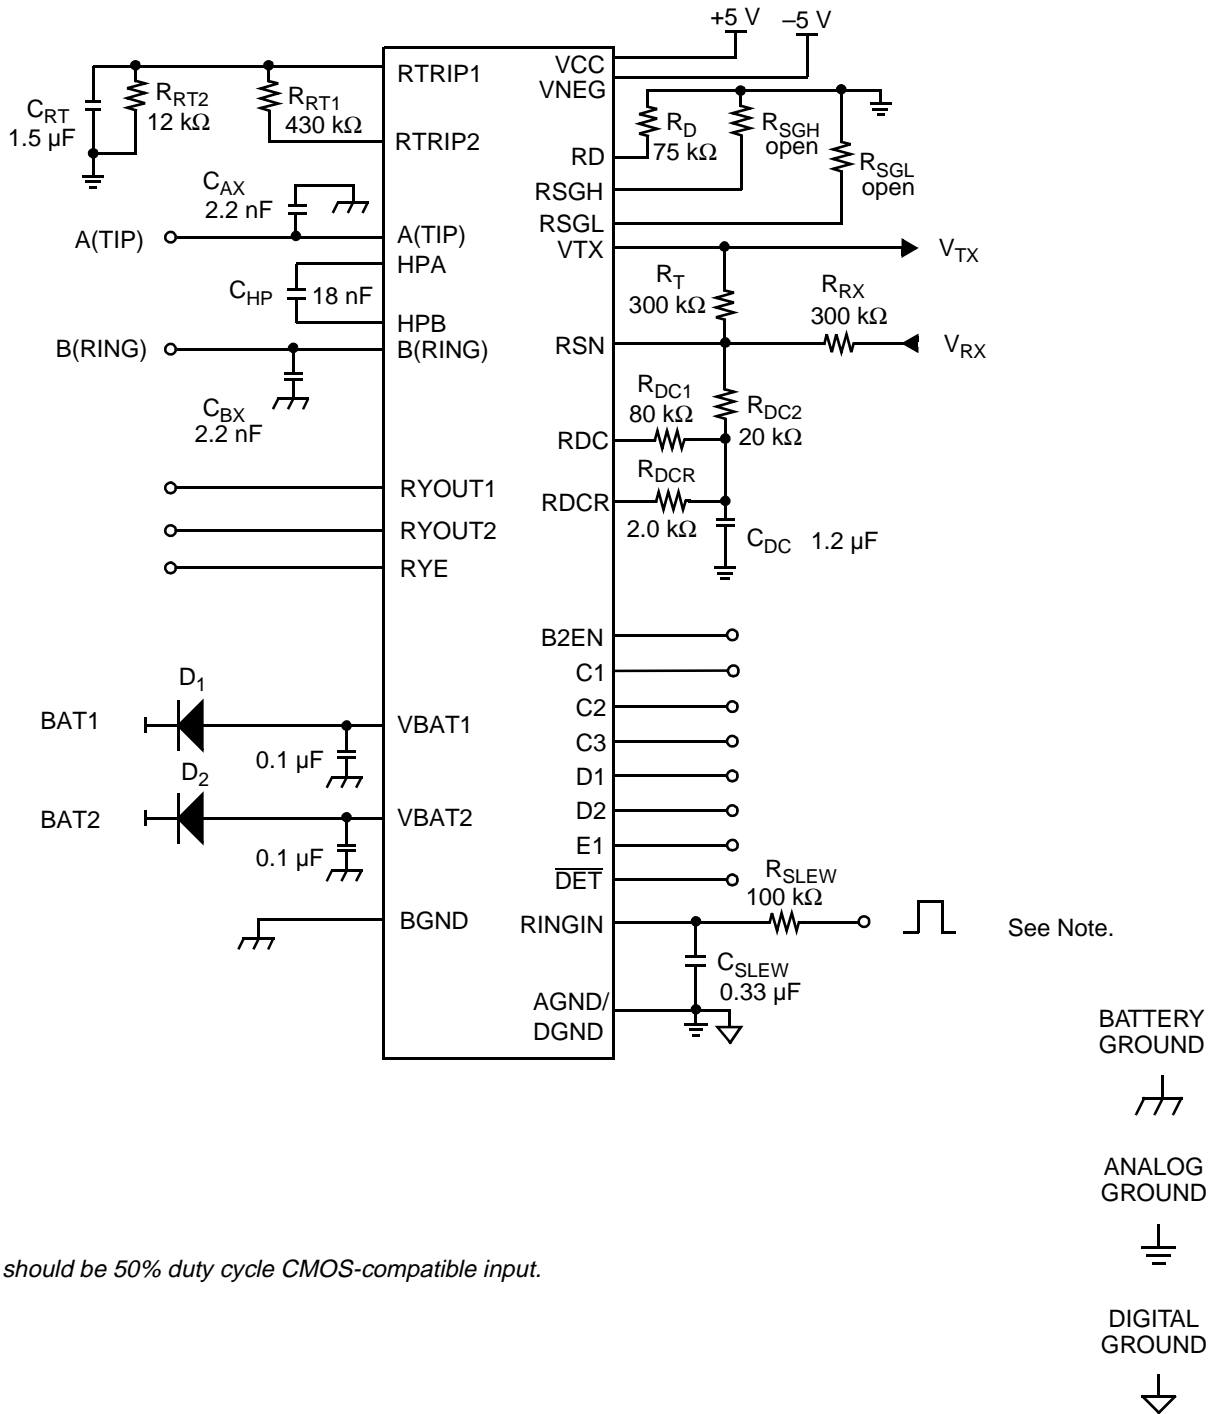 +5 V
–5 V
RTRIP1
VCC
VNEG
C_RT
1.5 µF
R_RT2
12 kΩ
R_RT1
430 kΩ
RTRIP2
R_D
75 kΩ
R_SGH
open
R_SGL
open
RD
RSGH
RSGL
C_AX
2.2 nF
A(TIP)
A(TIP)
VTX
V_TX
HPA
C_HP
18 nF
HPB
R_T
300 kΩ
R_RX
300 kΩ
B(RING)
B(RING)
RSN
V_RX
C_BX
2.2 nF
R_DC1
80 kΩ
R_DC2
20 kΩ
RDC
R_DCR
2.0 kΩ
RDCR
C_DC
1.2 µF
RYOUT1
RYOUT2
RYE
B2EN
C1
C2
C3
D1
D2
E1
DET
D_1
BAT1
VBAT1
0.1 µF
D_2
BAT2
VBAT2
0.1 µF
BGND
RINGIN
R_SLEW
100 kΩ
See Note.
C_SLEW
0.33 µF
AGND/
DGND
BATTERY
GROUND
ANALOG
GROUND
should be 50% duty cycle CMOS-compatible input.
DIGITAL
GROUND